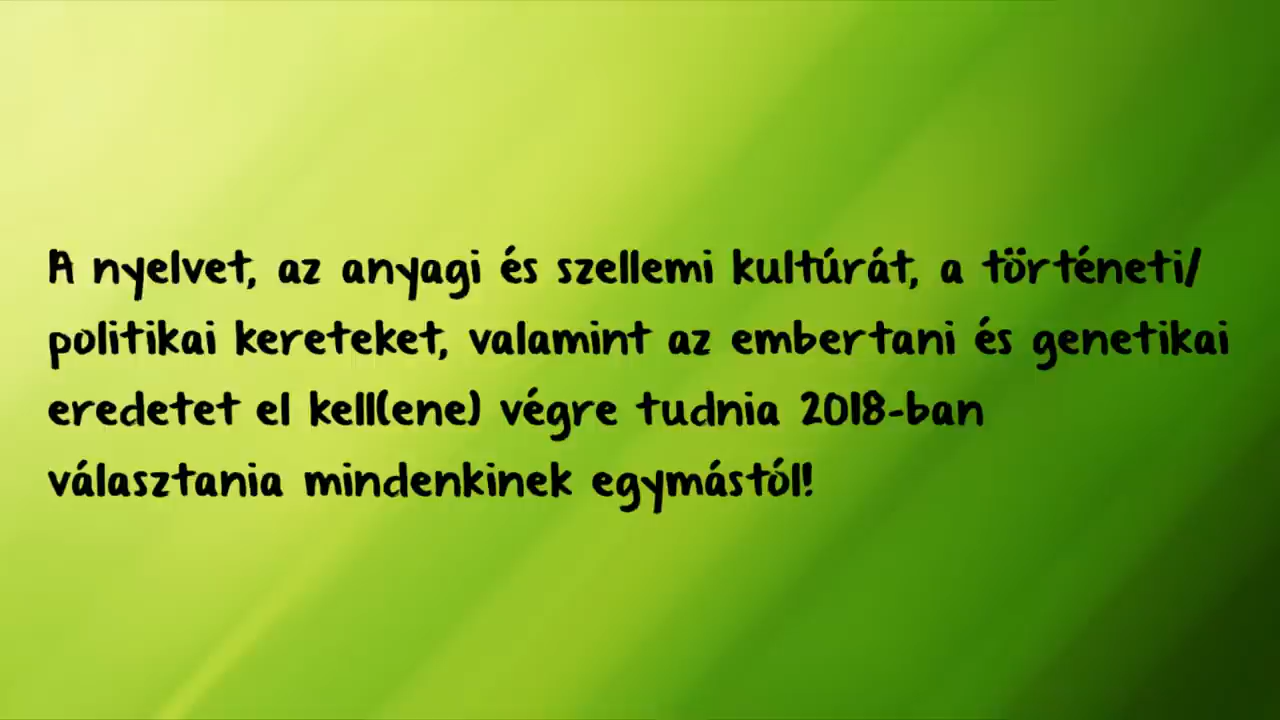 A nyelvet, az anyagi és szellemi kultúrát, a történeti/
politikai kereteket, valamint az embertani és genetikai
eredetet el kell(ene) végre tudnia 2018-ban
választania mindenkinek egymástól!